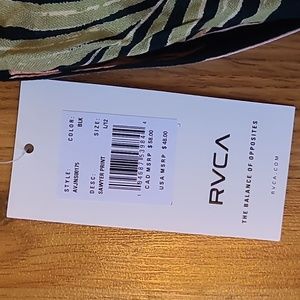 COLOR: BLK
SIZE: L/12
STYLE: AVJNS00175
DESC: SAWYER PRINT
CAD MSRP $ 58.00
USA MSRP $ 48.00
RVCA
THE BALANCE OF OPPOSITES
RVCA.COM